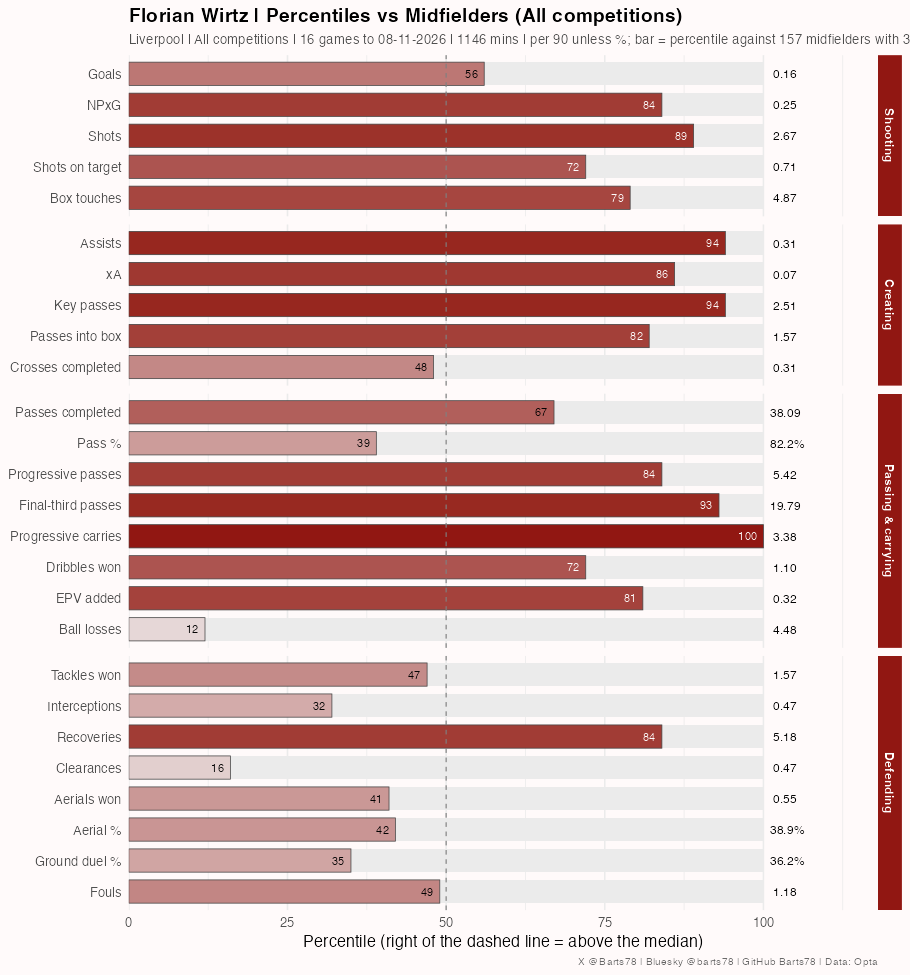 Florian Wirtz | Percentiles vs Midfielders (All competitions)
Liverpool | All competitions | 16 games to 08-11-2026 | 1146 mins | per 90 unless %; bar = percentile against 157 midfielders with 3
Goals 56 0.16
NPxG 84 0.25
Shots 89 2.67
Shots on target 72 0.71
Box touches 79 4.87
Shooting
Assists 94 0.31
xA 86 0.07
Key passes 94 2.51
Passes into box 82 1.57
Crosses completed 48 0.31
Creating
Passes completed 67 38.09
Pass % 39 82.2%
Progressive passes 84 5.42
Final-third passes 93 19.79
Progressive carries 100 3.38
Dribbles won 72 1.10
EPV added 81 0.32
Ball losses 12 4.48
Passing & carrying
Tackles won 47 1.57
Interceptions 32 0.47
Recoveries 84 5.18
Clearances 16 0.47
Aerials won 41 0.55
Aerial % 42 38.9%
Ground duel % 35 36.2%
Fouls 49 1.18
Defending
0 25 50 75 100
Percentile (right of the dashed line = above the median)
X @Barts78 | Bluesky @barts78 | GitHub Barts78 | Data: Opta